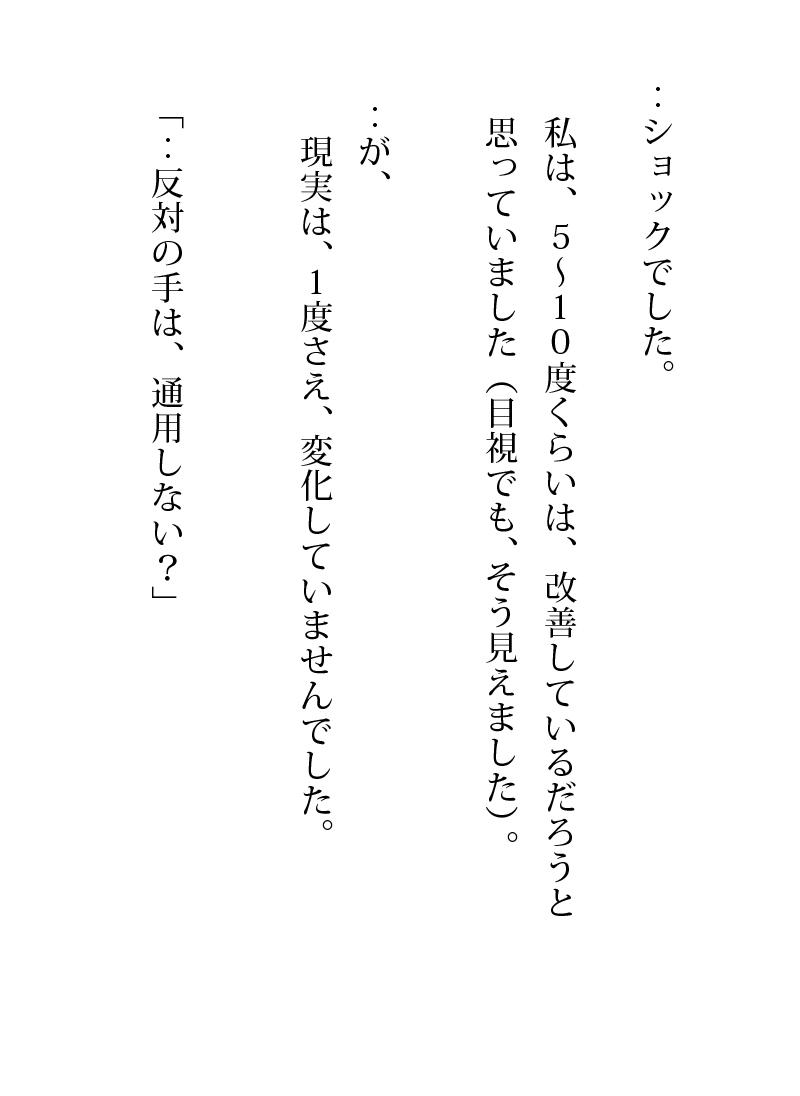 ‥ショックでした。
私は、5〜10度くらいは、改善しているだろうと
思っていました（目視でも、そう見えました）。
‥が、
現実は、1度さえ、変化していませんでした。
「‥反対の手は、通用しない？」